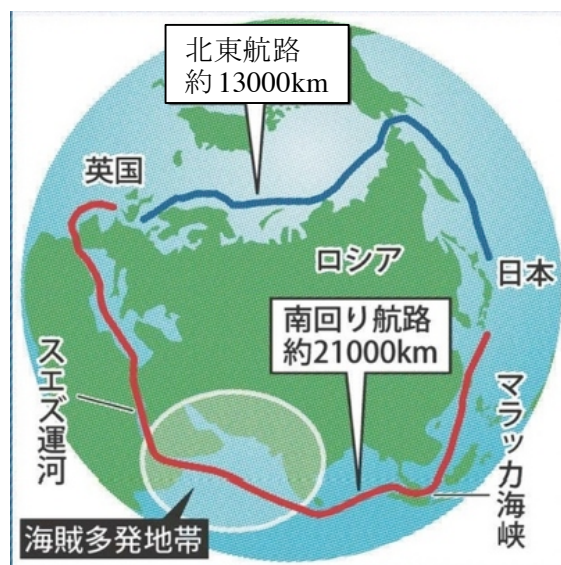 北東航路
約13000km
英国
ロシア
日本
南回り航路
約21000km
スエズ運河
マラッカ海峡
海賊多発地帯